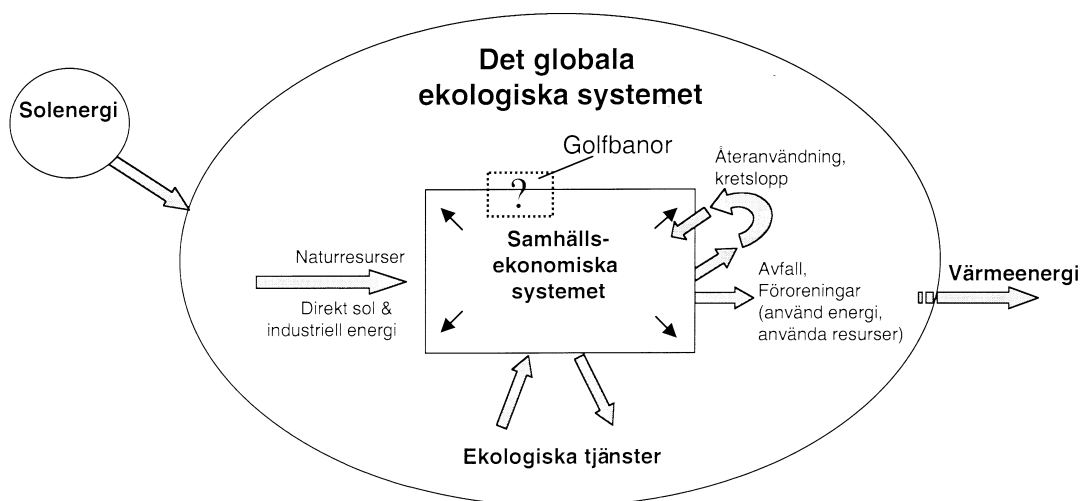 Det globala
ekologiska systemet
Solenergi
Golfbanor
?
Återanvändning,
kretslopp
Samhälls-
ekonomiska
systemet
Naturresurser
Direkt sol &
industriell energi
Avfall,
Föroreningar
(använd energi,
använda resurser)
Värmeenergi
Ekologiska tjänster